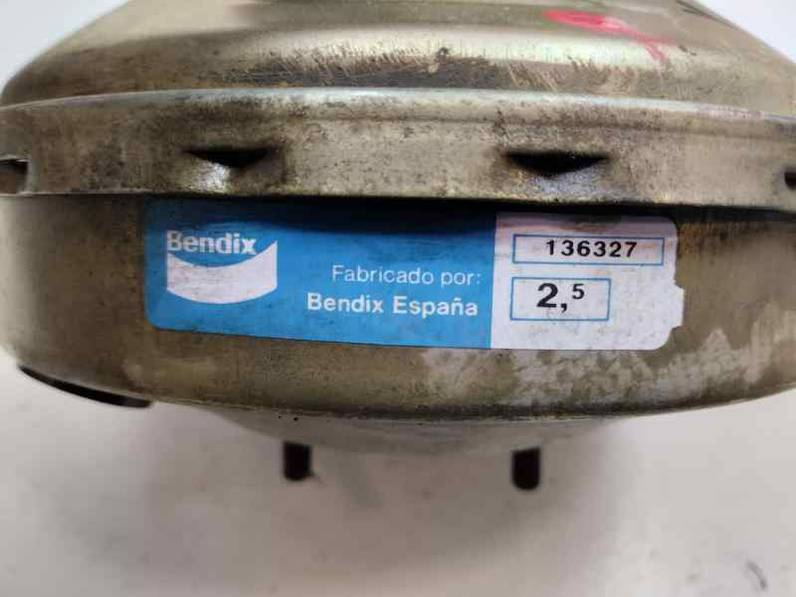 Bendix
Fabricado por:
Bendix España
136327
2,5